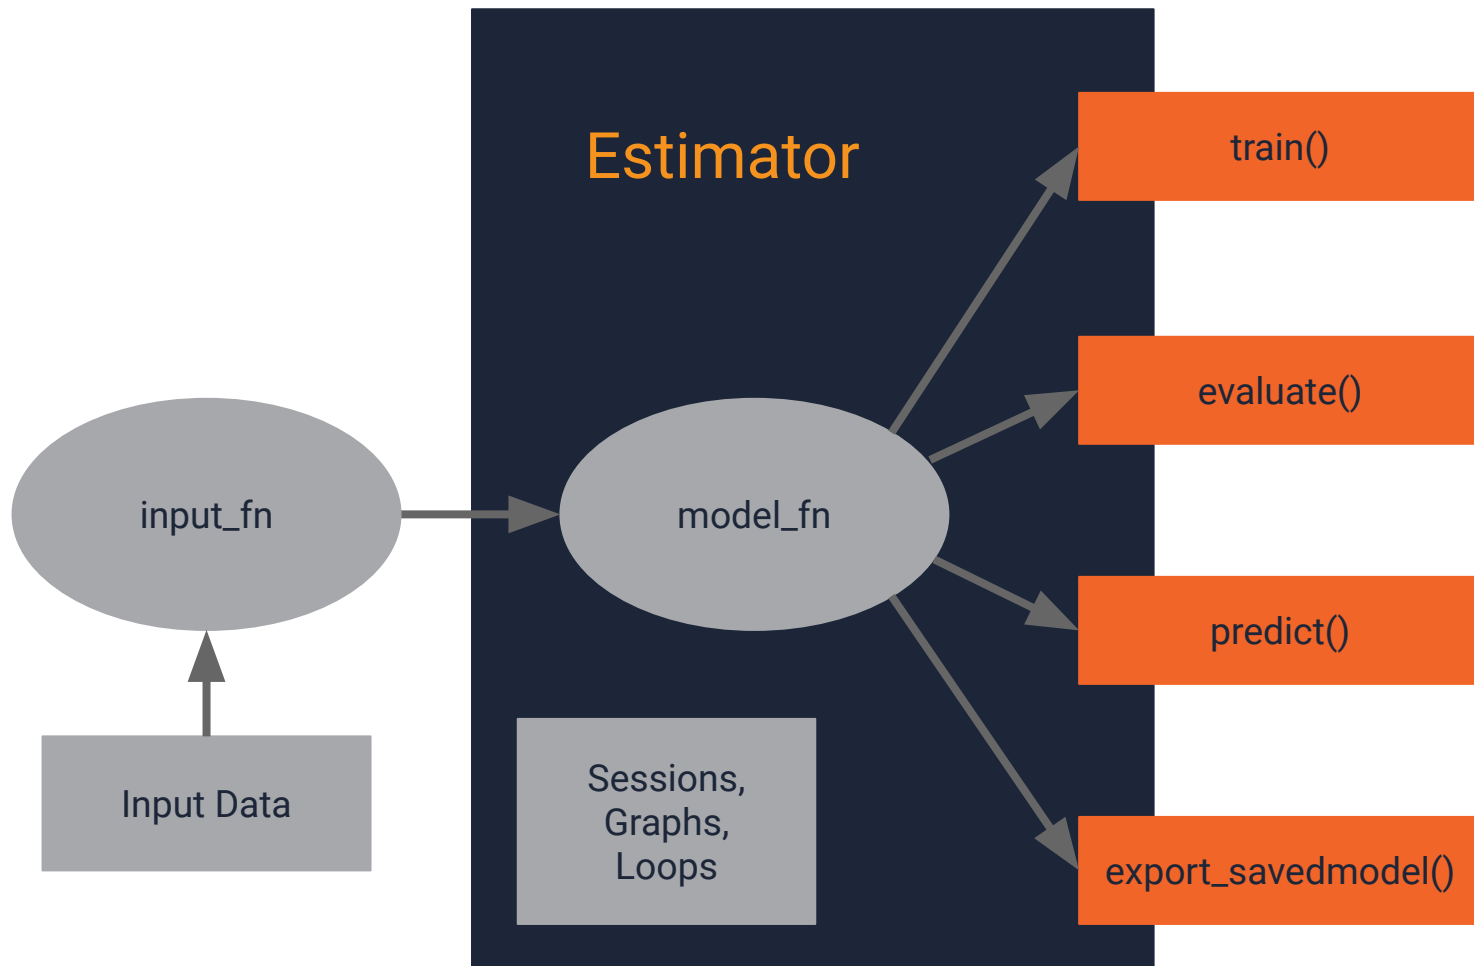 Estimator
train()
evaluate()
input_fn
model_fn
predict()
Input Data
Sessions,
Graphs,
Loops
export_savedmodel()